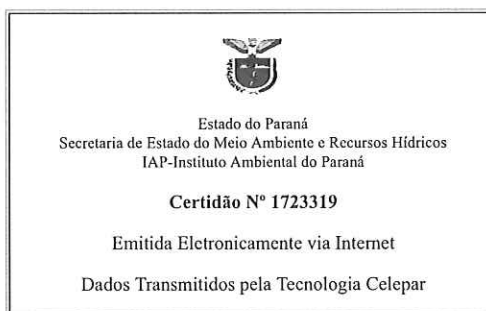 Estado do Paraná
Secretaria de Estado do Meio Ambiente e Recursos Hídricos
IAP-Instituto Ambiental do Paraná
Certidão Nº 1723319
Emitida Eletronicamente via Internet
Dados Transmitidos pela Tecnologia Celepar